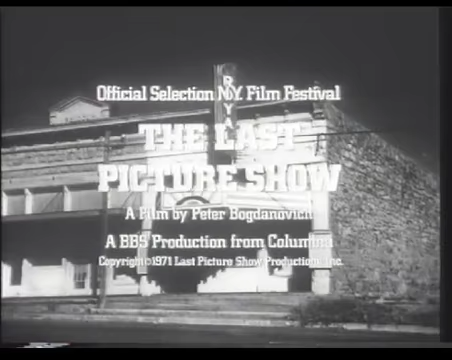 ROYAL
Official Selection N.Y. Film Festival
THE LAST
PICTURE SHOW
A Film by Peter Bogdanovich
A BBS Production from Columbia
Copyright ©1971 Last Picture Show Productions, Inc.